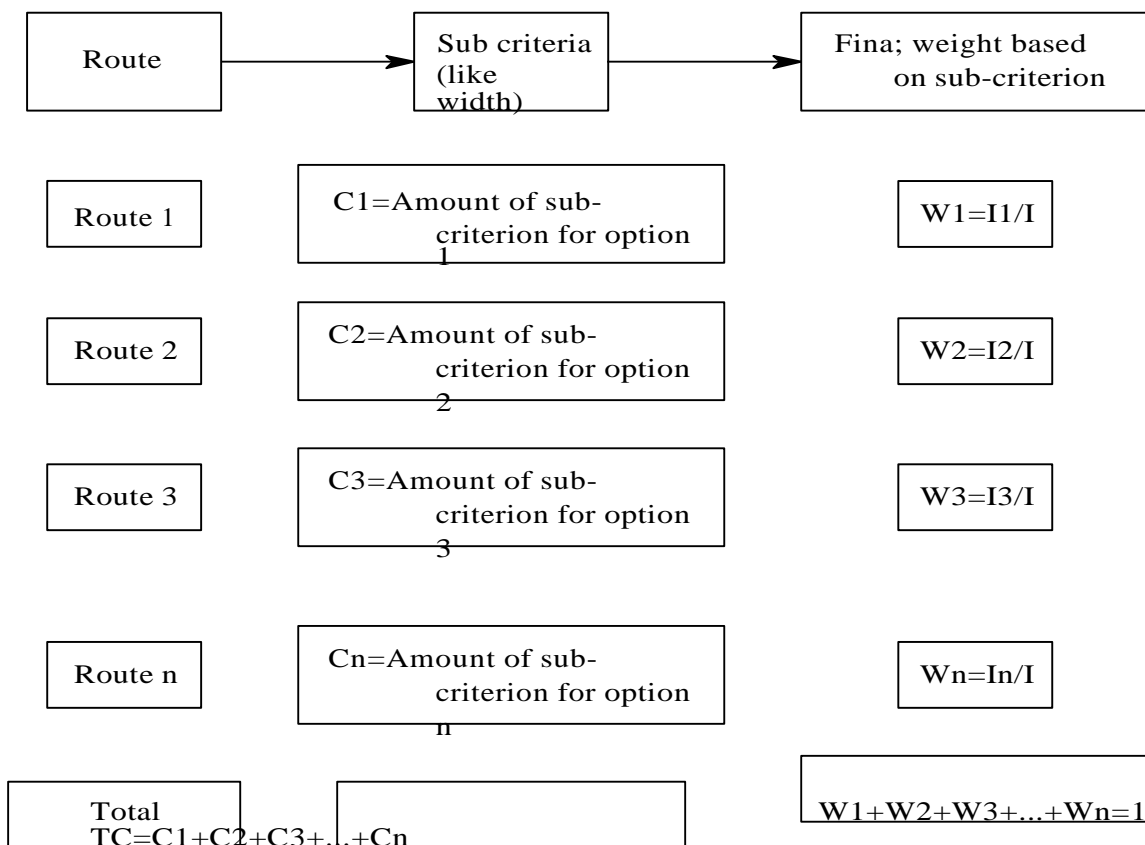 Route
Sub criteria
(like
width)
Fina; weight based
on sub-criterion
Route 1
C1=Amount of sub-
criterion for option
1
W1=I1/I
Route 2
C2=Amount of sub-
criterion for option
2
W2=I2/I
Route 3
C3=Amount of sub-
criterion for option
3
W3=I3/I
Route n
Cn=Amount of sub-
criterion for option
n
Wn=In/I
Total
TC=C1+C2+C3+...+Cn
W1+W2+W3+...+Wn=1